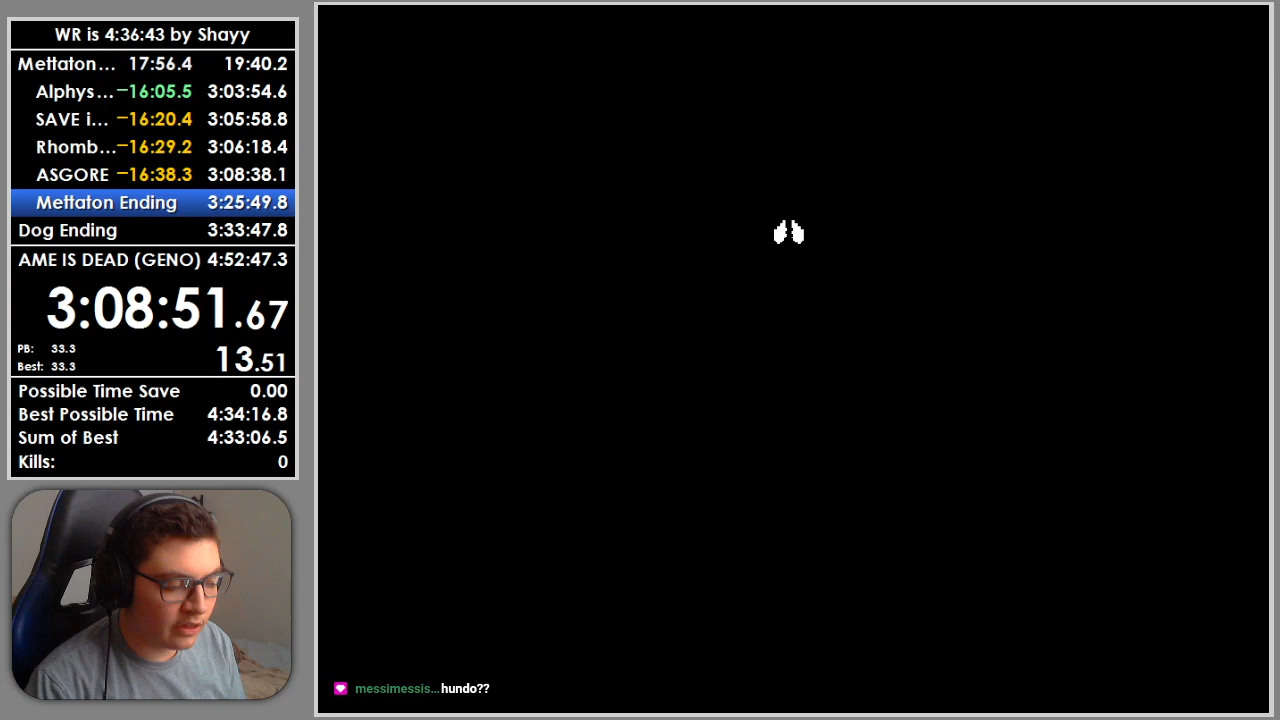 WR is 4:36:43 by Shayy
Mettaton... 17:56.4 19:40.2
Alphys ... −16:05.5 3:03:54.6
SAVE i... −16:20.4 3:05:58.8
Rhomb... −16:29.2 3:06:18.4
ASGORE −16:38.3 3:08:38.1
Mettaton Ending 3:25:49.8
Dog Ending 3:33:47.8
AME IS DEAD (GENO) 4:52:47.3
3:08:51.67
PB: 33.3
Best: 33.3
13.51
Possible Time Save 0.00
Best Possible Time 4:34:16.8
Sum of Best 4:33:06.5
Kills: 0
messimessis... hundo??